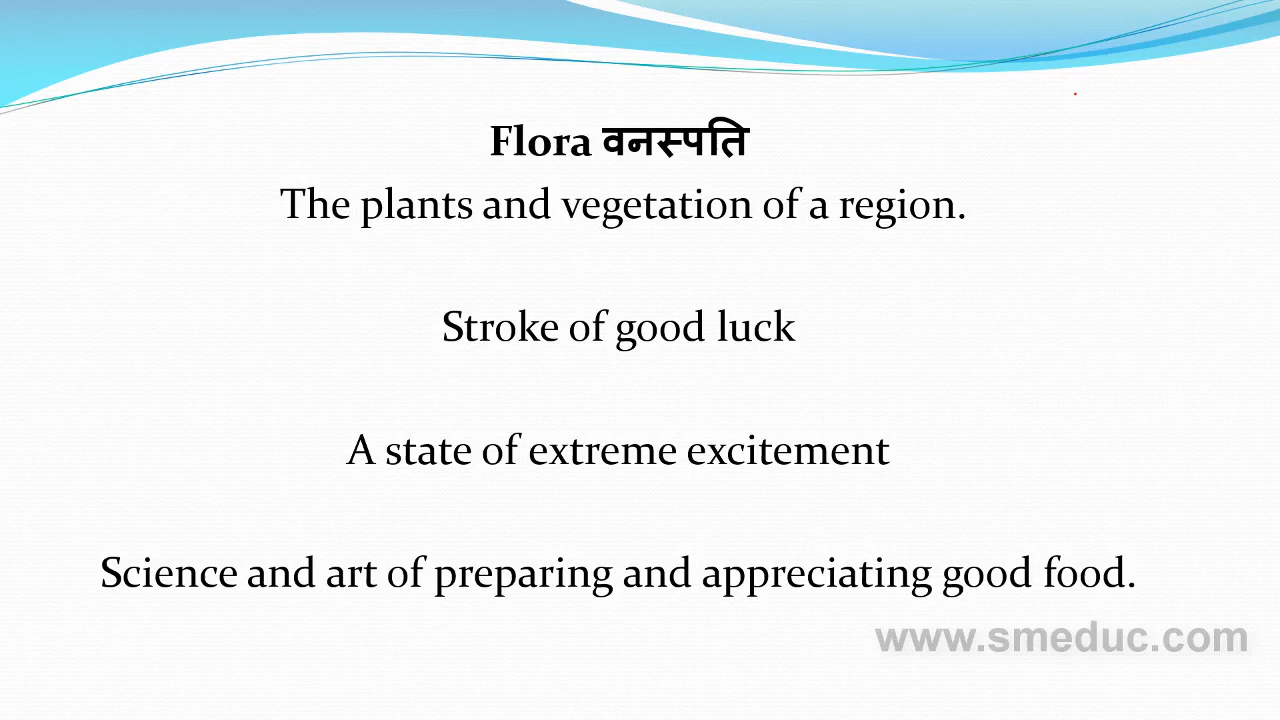 Flora वनस्पति
The plants and vegetation of a region.
Stroke of good luck
A state of extreme excitement
Science and art of preparing and appreciating good food.
www.smeduc.com